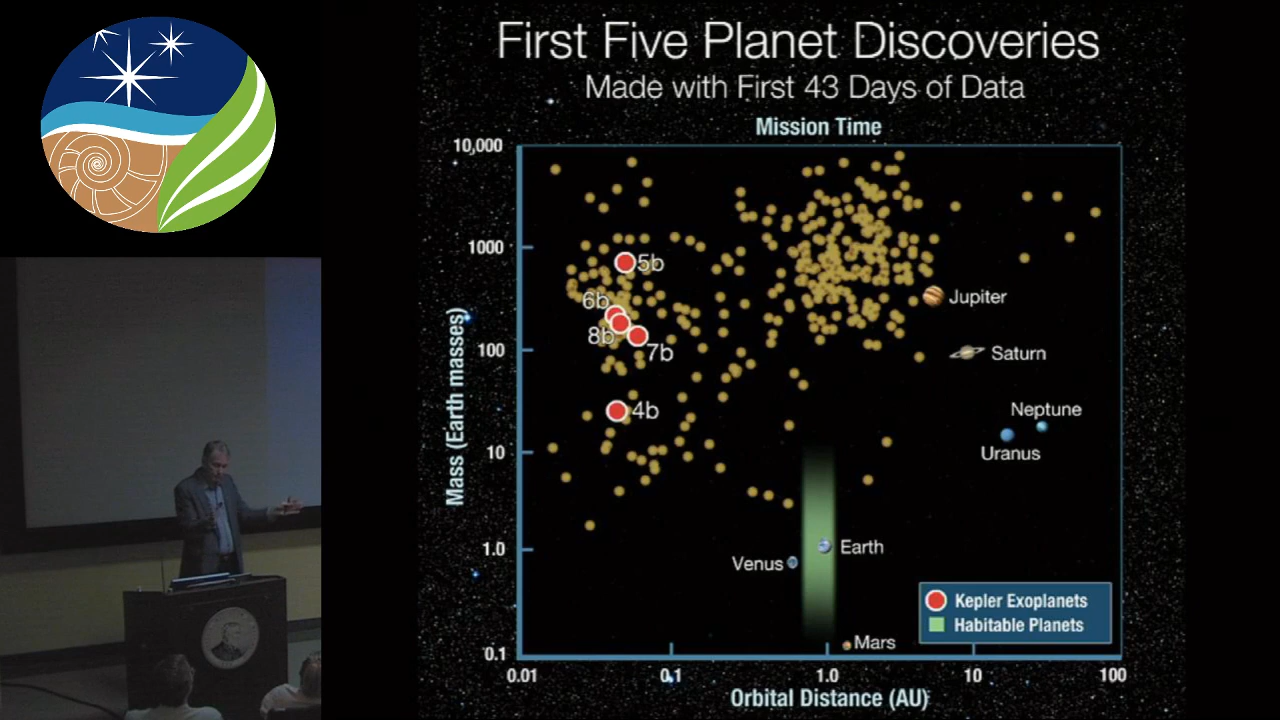 First Five Planet Discoveries
Made with First 43 Days of Data
Mission Time
10,000
1000
100
10
1.0
0.1
Mass (Earth masses)
5b
6b
8b
7b
4b
Jupiter
Saturn
Neptune
Uranus
Earth
Venus
Mars
Kepler Exoplanets
Habitable Planets
0.01
0.1
1.0
10
100
Orbital Distance (AU)